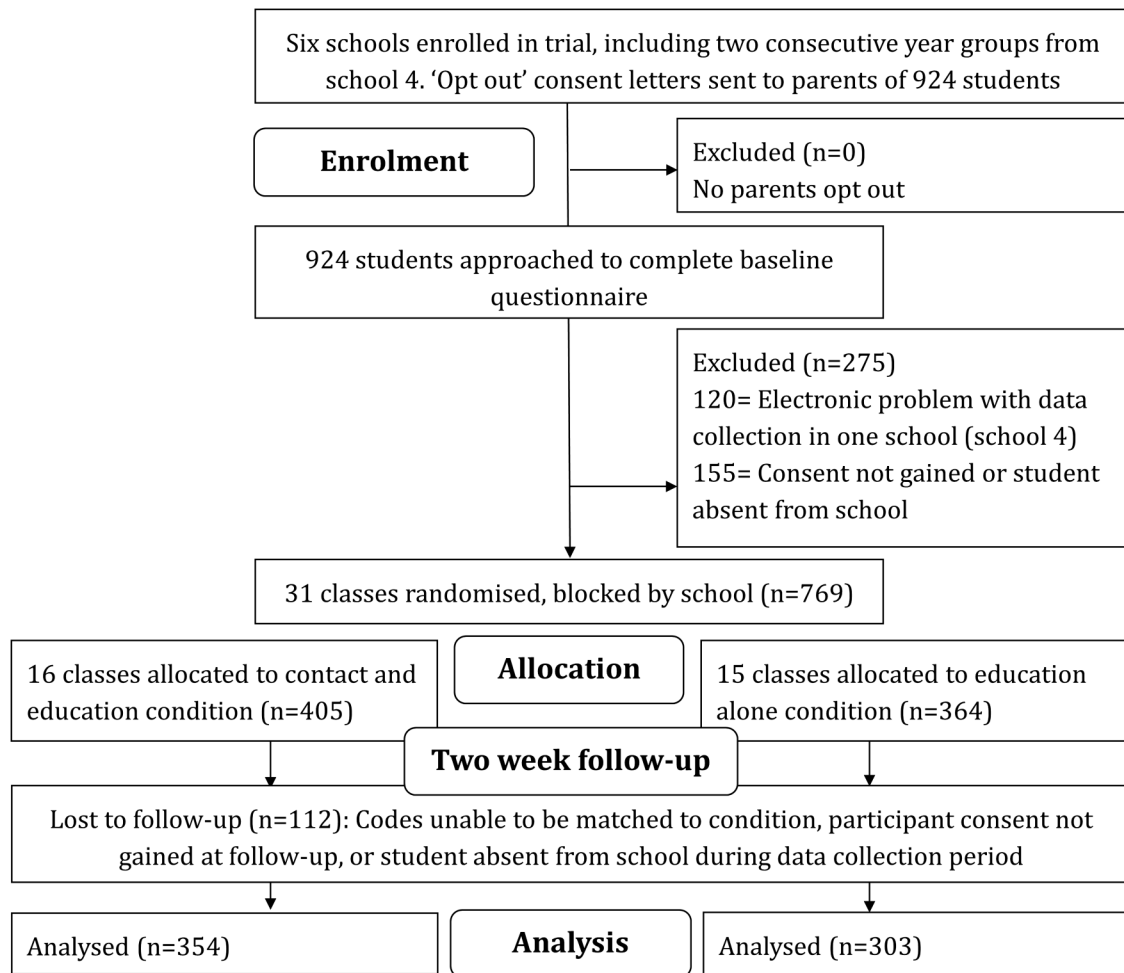 Six schools enrolled in trial, including two consecutive year groups from
school 4. ‘Opt out’ consent letters sent to parents of 924 students
Enrolment
Excluded (n=0)
No parents opt out
924 students approached to complete baseline
questionnaire
Excluded (n=275)
120= Electronic problem with data
collection in one school (school 4)
155= Consent not gained or student
absent from school
31 classes randomised, blocked by school (n=769)
Allocation
16 classes allocated to contact and
education condition (n=405)
15 classes allocated to education
alone condition (n=364)
Two week follow-up
Lost to follow-up (n=112): Codes unable to be matched to condition, participant consent not
gained at follow-up, or student absent from school during data collection period
Analysed (n=354)
Analysis
Analysed (n=303)